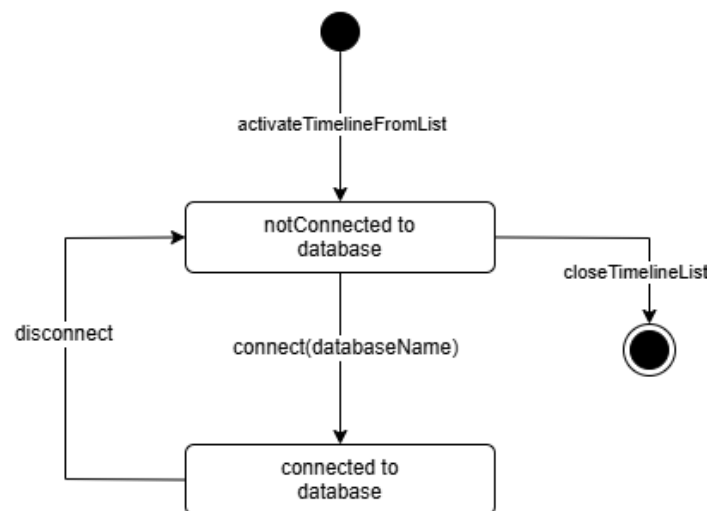 activateTimelineFromList
notConnected to
database
closeTimelineList
disconnect
connect(databaseName)
connected to
database